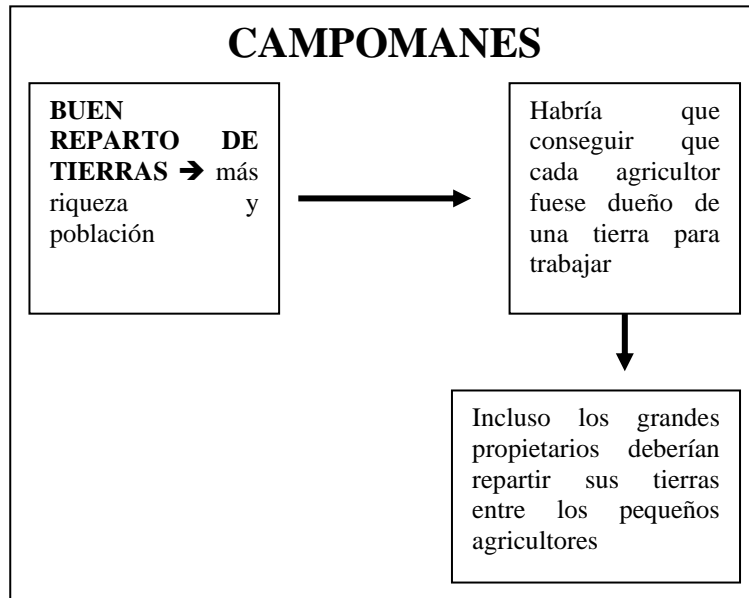 CAMPOMANES
BUEN
REPARTO DE
TIERRAS ➔ más
riqueza y
población
Habría que
conseguir que
cada agricultor
fuese dueño de
una tierra para
trabajar
Incluso los grandes
propietarios deberían
repartir sus tierras
entre los pequeños
agricultores